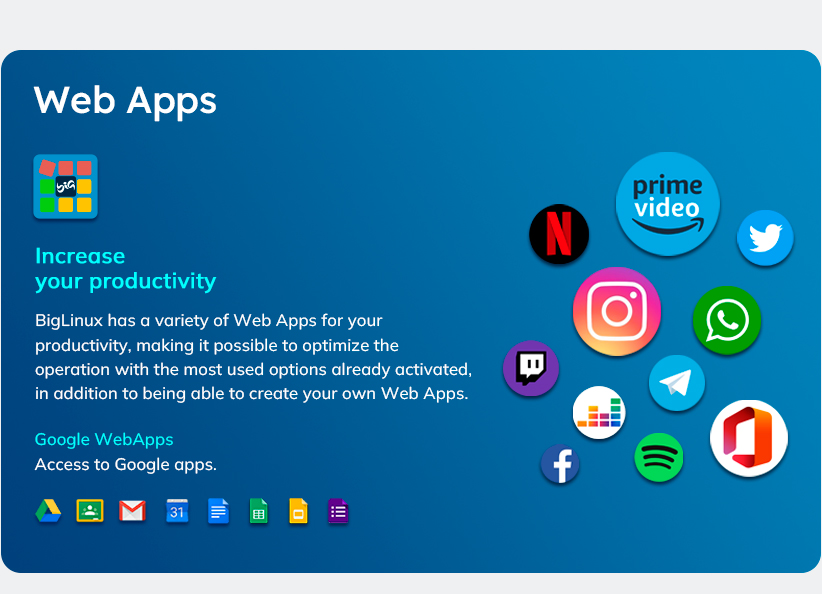 Web Apps
BIG
Increase
your productivity
BigLinux has a variety of Web Apps for your
productivity, making it possible to optimize the
operation with the most used options already activated,
in addition to being able to create your own Web Apps.
Google WebApps
Access to Google apps.
31
prime
video
N
f